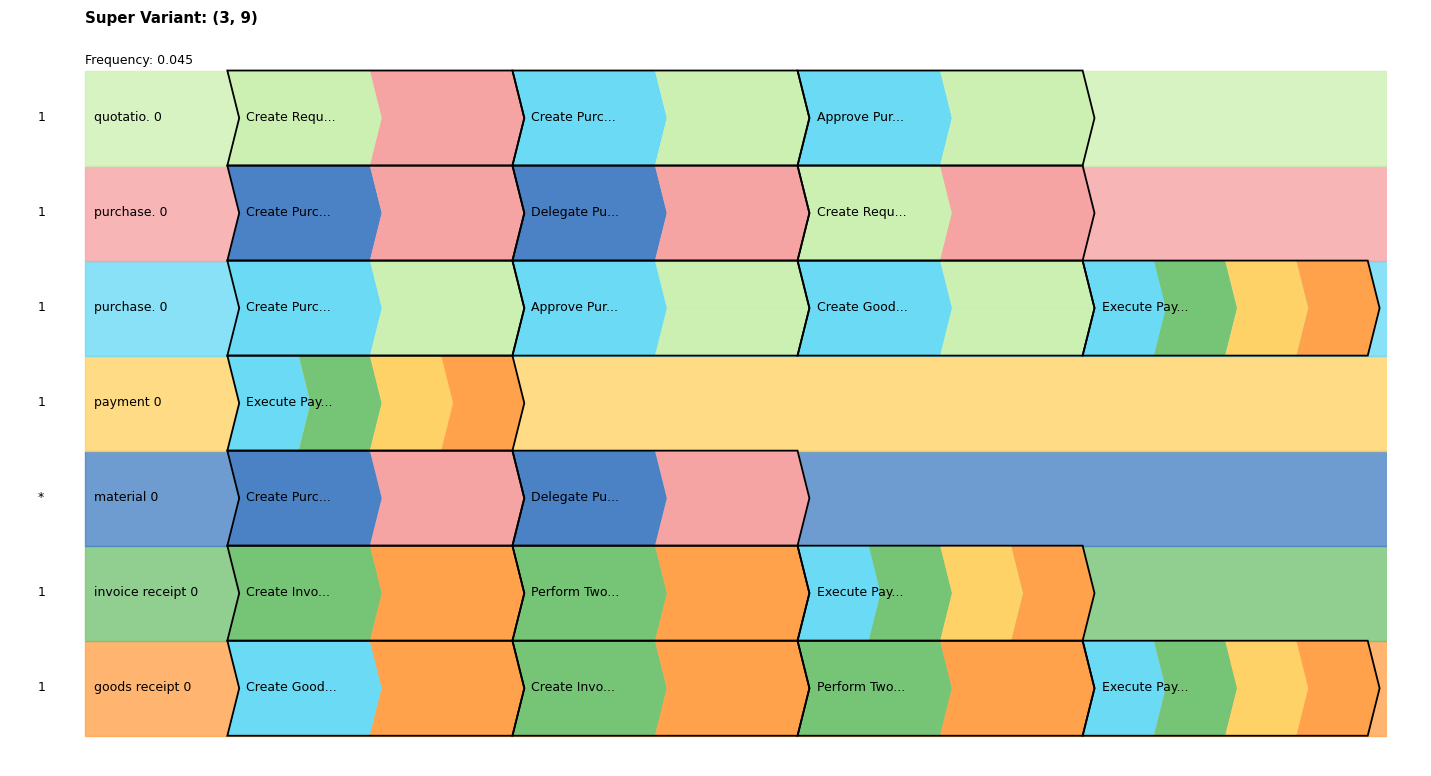 Super Variant: (3, 9)
Frequency: 0.045
1 quotatio. 0 Create Requ... Create Purc... Approve Pur...
1 purchase. 0 Create Purc... Delegate Pu... Create Requ...
1 purchase. 0 Create Purc... Approve Pur... Create Good... Execute Pay...
1 payment 0 Execute Pay...
* material 0 Create Purc... Delegate Pu...
1 invoice receipt 0 Create Invo... Perform Two... Execute Pay...
1 goods receipt 0 Create Good... Create Invo... Perform Two... Execute Pay...